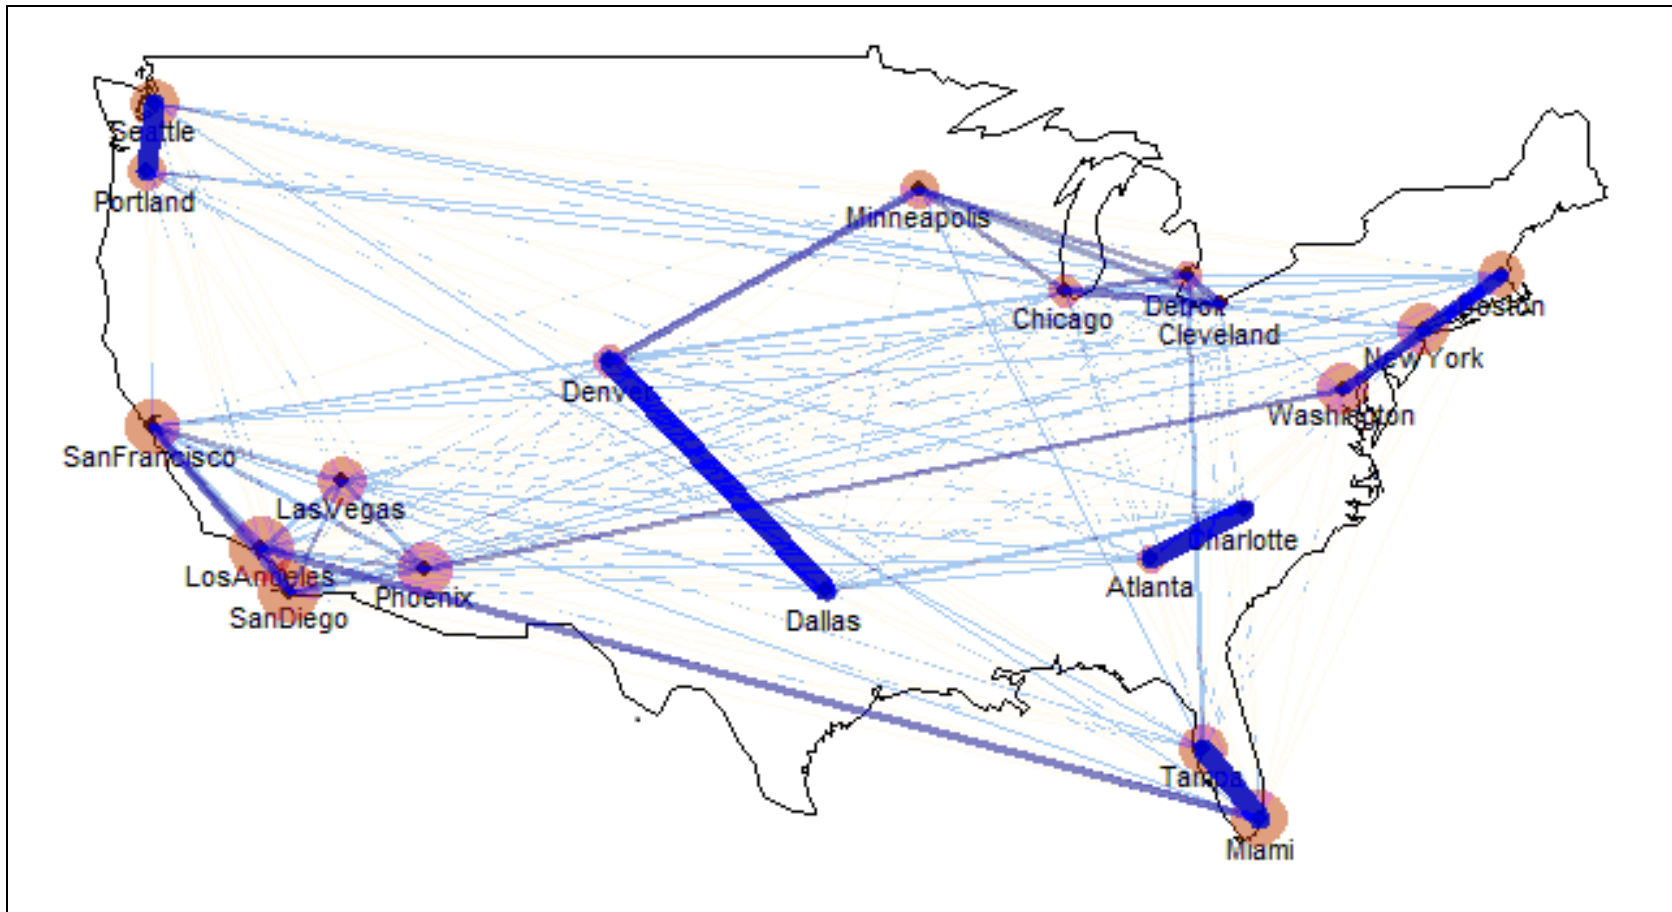 Seattle
Portland
Minneapolis
Chicago
Detroit
Cleveland
Boston
New York
Denver
Washington
SanFrancisco
LasVegas
Charlotte
LosAngeles
Phoenix
Atlanta
SanDiego
Dallas
Tampa
Miami